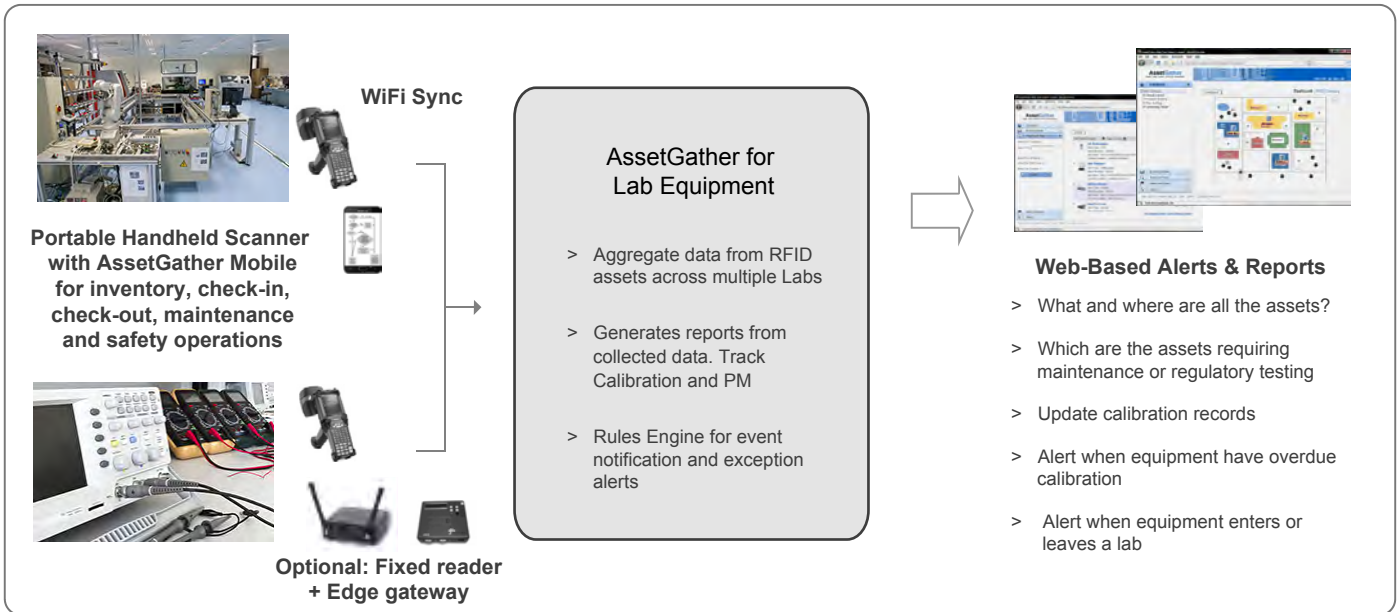 WiFi Sync
Portable Handheld Scanner
with AssetGather Mobile
for inventory, check-in,
check-out, maintenance
and safety operations
Optional: Fixed reader
+ Edge gateway
AssetGather for
Lab Equipment
> Aggregate data from RFID
assets across multiple Labs
> Generates reports from
collected data. Track
Calibration and PM
> Rules Engine for event
notification and exception
alerts
AssetGather
AssetGather
Web-Based Alerts & Reports
> What and where are all the assets?
> Which are the assets requiring
maintenance or regulatory testing
> Update calibration records
> Alert when equipment have overdue
calibration
> Alert when equipment enters or
leaves a lab